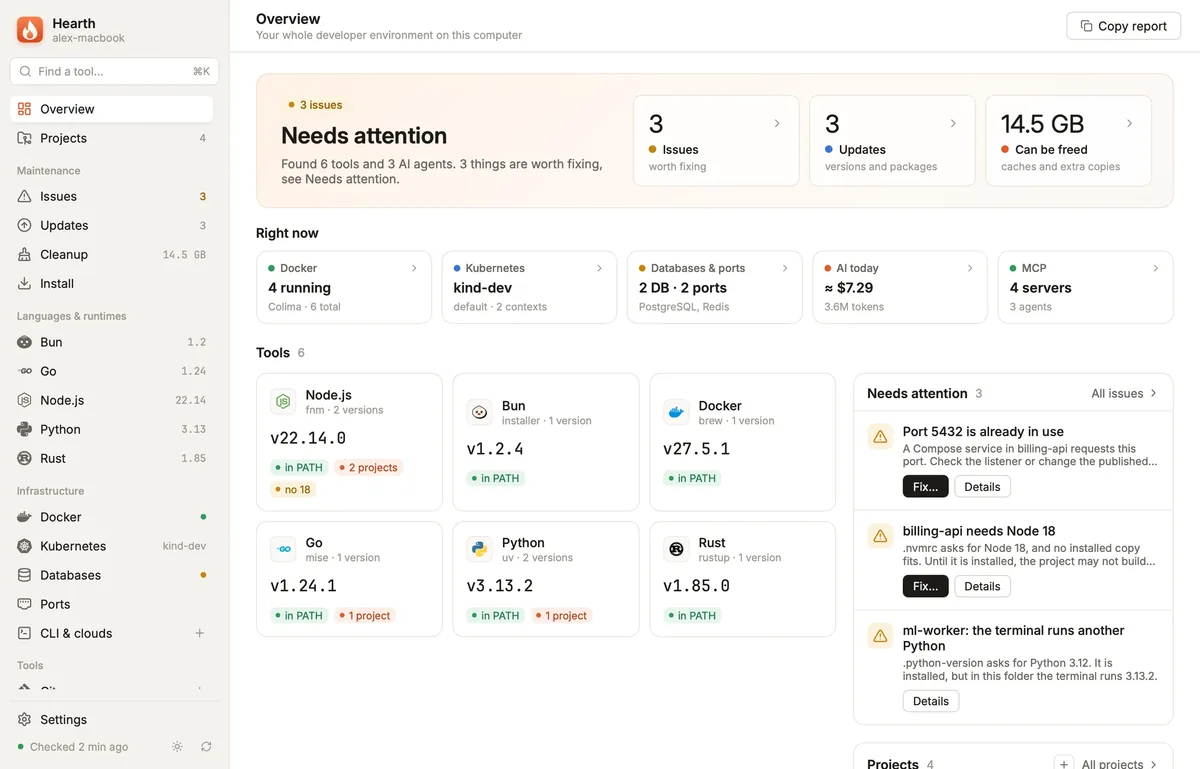 Hearth
alex-macbook
Find a tool...
⌘K
Overview
Projects
4
Maintenance
Issues
3
Updates
3
Cleanup
14.5 GB
Install
Languages & runtimes
Bun
1.2
Go
1.24
Node.js
22.14
Python
3.13
Rust
1.85
Infrastructure
Docker
Kubernetes
kind-dev
Databases
Ports
CLI & clouds
Tools
Settings
Checked 2 min ago
Overview
Your whole developer environment on this computer
Copy report
3 issues
Needs attention
Found 6 tools and 3 AI agents. 3 things are worth fixing,
see Needs attention.
3
Issues
worth fixing
3
Updates
versions and packages
14.5 GB
Can be freed
caches and extra copies
Right now
Docker
4 running
Colima · 6 total
Kubernetes
kind-dev
default · 2 contexts
Databases & ports
2 DB · 2 ports
PostgreSQL, Redis
AI today
≈ $7.29
3.6M tokens
MCP
4 servers
3 agents
Tools 6
Node.js
fnm · 2 versions
v22.14.0
in PATH
2 projects
no 18
Bun
installer · 1 version
v1.2.4
in PATH
Docker
brew · 1 version
v27.5.1
in PATH
Go
mise · 1 version
v1.24.1
in PATH
1 project
Python
uv · 2 versions
v3.13.2
in PATH
1 project
Rust
rustup · 1 version
v1.85.0
in PATH
Needs attention 3
All issues
Port 5432 is already in use
A Compose service in billing-api requests this
port. Check the listener or change the published...
Fix...
Details
billing-api needs Node 18
.nvmrc asks for Node 18, and no installed copy
fits. Until it is installed, the project may not build...
Fix...
Details
ml-worker: the terminal runs another
Python
.python-version asks for Python 3.12. It is
installed, but in this folder the terminal runs 3.13.2.
Details
Projects 4
All projects